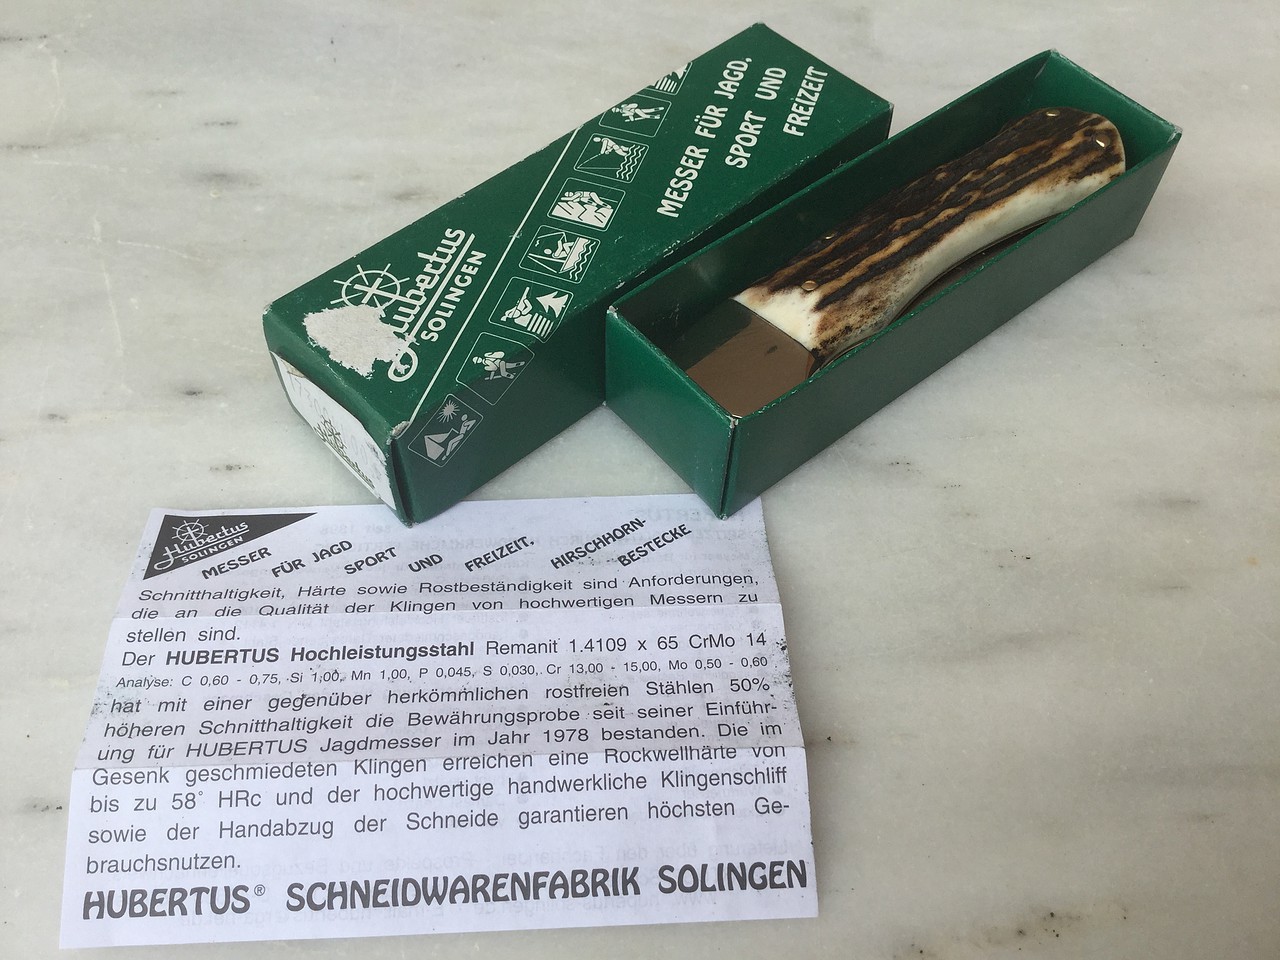 Hubertus
SOLINGEN
MESSER FÜR JAGD,
SPORT UND
FREIZEIT
Hubertus
Hubertus
SOLINGEN
MESSER FÜR JAGD SPORT UND FREIZEIT. HIRSCHHORN-
BESTECKE
Schnitthaltigkeit, Härte sowie Rostbeständigkeit sind Anforderungen,
die an die Qualität der Klingen von hochwertigen Messern zu
stellen sind.
Der HUBERTUS Hochleistungsstahl Remanit 1.4109 x 65 CrMo 14
Analyse: C 0,60 - 0,75, Si 1,00, Mn 1,00, P 0,045, S 0,030, Cr 13,00 - 15,00, Mo 0,50 - 0,60
hat mit einer gegenüber herkömmlichen rostfreien Stählen 50%
höheren Schnitthaltigkeit die Bewährungsprobe seit seiner Einführ-
ung für HUBERTUS Jagdmesser im Jahr 1978 bestanden. Die im
Gesenk geschmiedeten Klingen erreichen eine Rockwellhärte von
bis zu 58° HRc und der hochwertige handwerkliche Klingenschliff
sowie der Handabzug der Schneide garantieren höchsten Ge-
brauchsnutzen.
HUBERTUS® SCHNEIDWARENFABRIK SOLINGEN